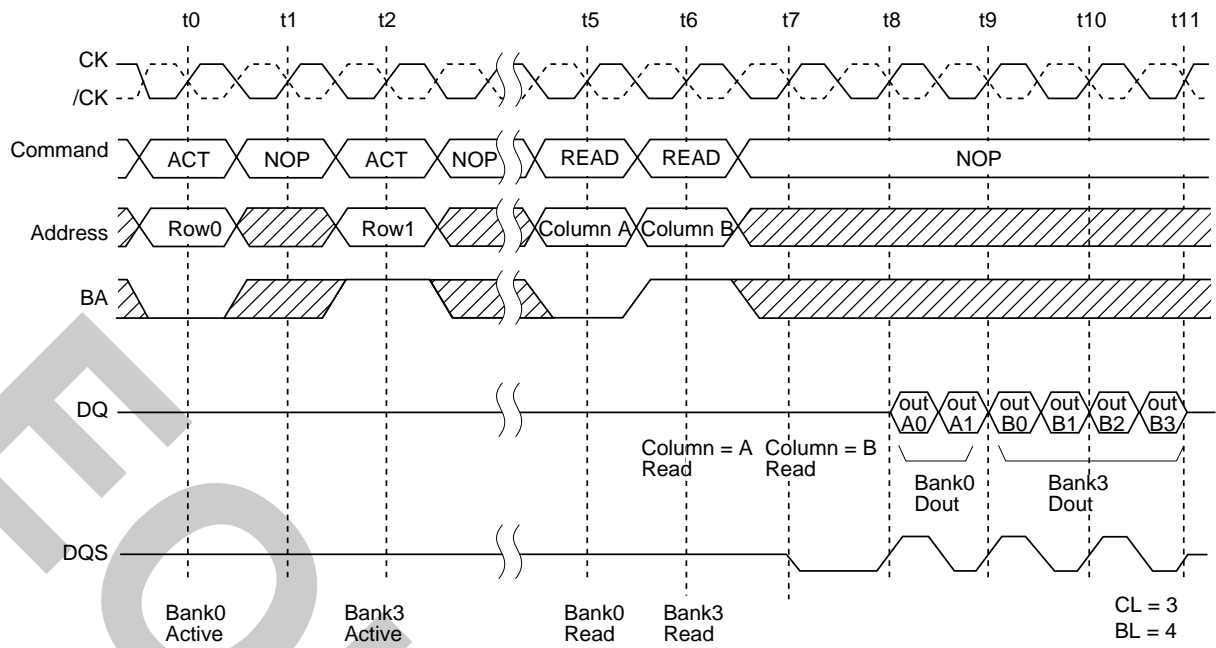 t0 t1 t2 t5 t6 t7 t8 t9 t10 t11
CK
/CK
Command ACT NOP ACT NOP READ READ NOP
Address Row0 Row1 Column A Column B
BA
DQ out A0 out A1 out B0 out B1 out B2 out B3
Column = A Column = B
Read Read
Bank0 Bank3
Dout Dout
DQS
Bank0 Bank3 Bank0 Bank3 CL = 3
Active Active Read Read BL = 4